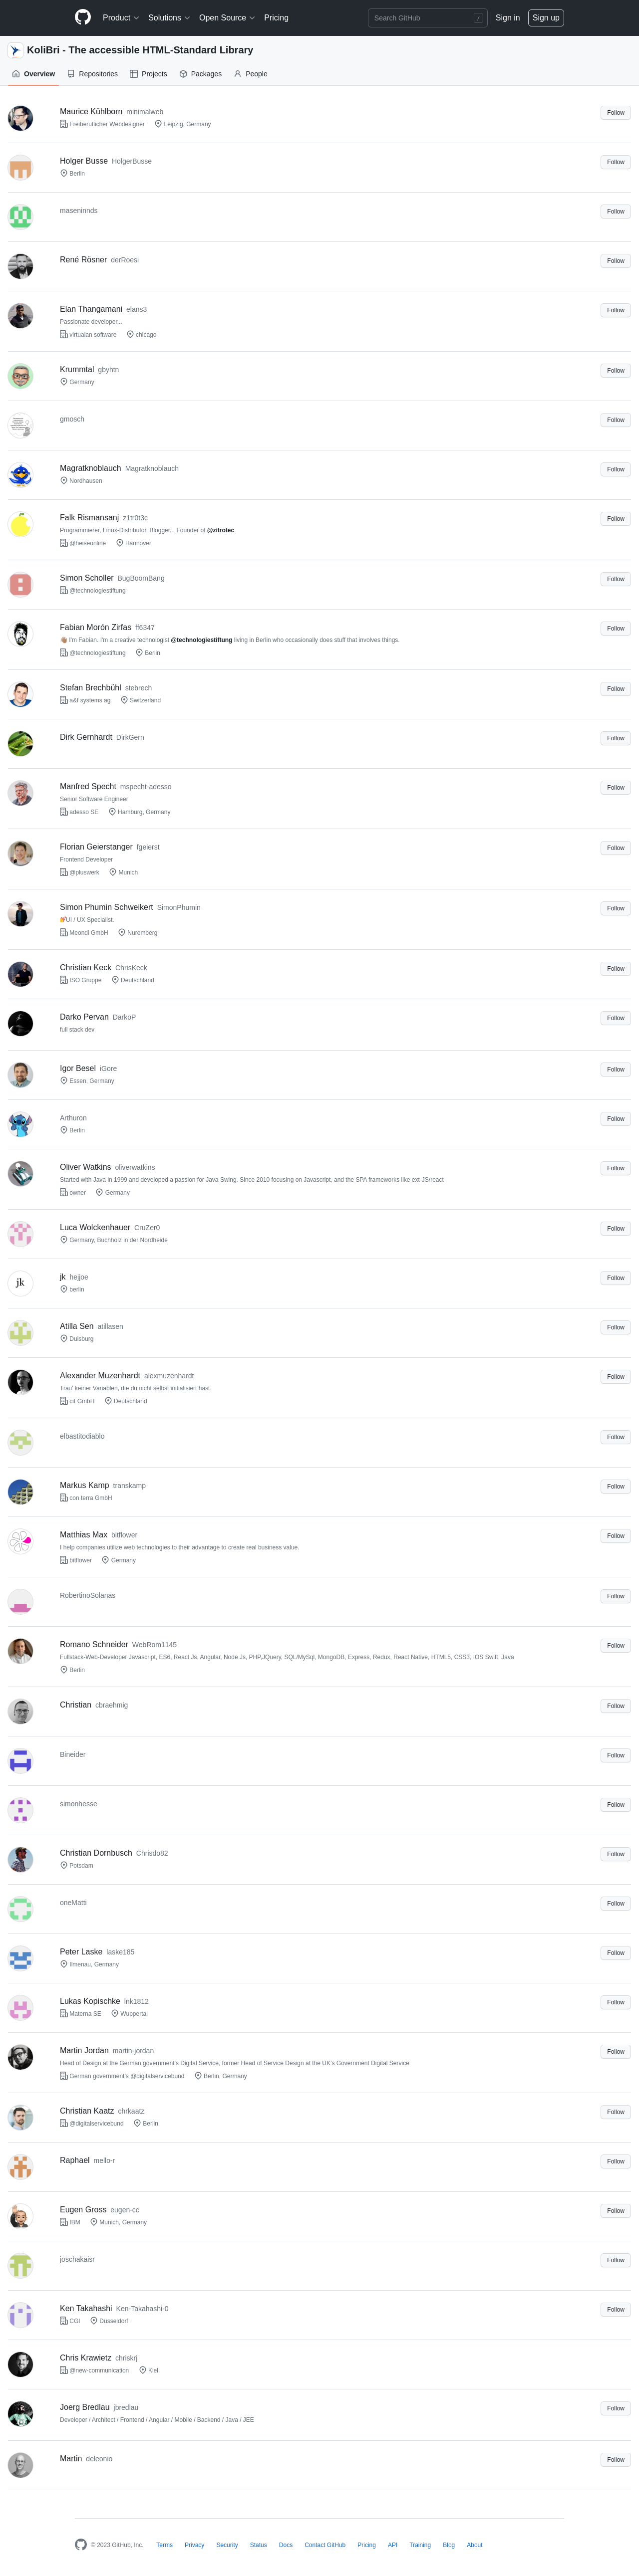 Product Solutions Open Source Pricing Search GitHub / Sign in Sign up
KoliBri - The accessible HTML-Standard Library
Overview Repositories Projects Packages People
Maurice Kühlborn minimalweb Follow
Freiberuflicher Webdesigner Leipzig, Germany
Holger Busse HolgerBusse Follow
Berlin
maseninnds Follow
René Rösner derRoesi Follow
Elan Thangamani elans3 Follow
Passionate developer...
virtualan software chicago
Krummtal gbyhtn Follow
Germany
gmosch Follow
Magratknoblauch Magratknoblauch Follow
Nordhausen
Falk Rismansanj z1tr0t3c Follow
Programmierer, Linux-Distributor, Blogger... Founder of @zitrotec
@heiseonline Hannover
Simon Scholler BugBoomBang Follow
@technologiestiftung
Fabian Morón Zirfas ff6347 Follow
I'm Fabian. I'm a creative technologist @technologiestiftung living in Berlin who occasionally does stuff that involves things.
@technologiestiftung Berlin
Stefan Brechbühl stebrech Follow
a&f systems ag Switzerland
Dirk Gernhardt DirkGern Follow
Manfred Specht mspecht-adesso Follow
Senior Software Engineer
adesso SE Hamburg, Germany
Florian Geierstanger fgeierst Follow
Frontend Developer
@pluswerk Munich
Simon Phumin Schweikert SimonPhumin Follow
UI / UX Specialist.
Meondi GmbH Nuremberg
Christian Keck ChrisKeck Follow
ISO Gruppe Deutschland
Darko Pervan DarkoP Follow
full stack dev
Igor Besel iGore Follow
Essen, Germany
Arthuron Follow
Berlin
Oliver Watkins oliverwatkins Follow
Started with Java in 1999 and developed a passion for Java Swing. Since 2010 focusing on Javascript, and the SPA frameworks like ext-JS/react
owner Germany
Luca Wolckenhauer CruZer0 Follow
Germany, Buchholz in der Nordheide
jk
jk hejjoe Follow
berlin
Atilla Sen atillasen Follow
Duisburg
Alexander Muzenhardt alexmuzenhardt Follow
Trau' keiner Variablen, die du nicht selbst initialisiert hast.
cit GmbH Deutschland
elbastitodiablo Follow
Markus Kamp transkamp Follow
con terra GmbH
Matthias Max bitflower Follow
I help companies utilize web technologies to their advantage to create real business value.
bitflower Germany
RobertinoSolanas Follow
Romano Schneider WebRom1145 Follow
Fullstack-Web-Developer Javascript, ES6, React Js, Angular, Node Js, PHP,JQuery, SQL/MySql, MongoDB, Express, Redux, React Native, HTML5, CSS3, IOS Swift, Java
Berlin
Christian cbraehmig Follow
Bineider Follow
simonhesse Follow
Christian Dornbusch Chrisdo82 Follow
Potsdam
oneMatti Follow
Peter Laske laske185 Follow
Ilmenau, Germany
Lukas Kopischke lnk1812 Follow
Materna SE Wuppertal
Martin Jordan martin-jordan Follow
Head of Design at the German government's Digital Service, former Head of Service Design at the UK's Government Digital Service
German government's @digitalservicebund Berlin, Germany
Christian Kaatz chrkaatz Follow
@digitalservicebund Berlin
Raphael mello-r Follow
Eugen Gross eugen-cc Follow
IBM Munich, Germany
joschakaisr Follow
Ken Takahashi Ken-Takahashi-0 Follow
CGI Düsseldorf
Chris Krawietz chriskrj Follow
@new-communication Kiel
Joerg Bredlau jbredlau Follow
Developer / Architect / Frontend / Angular / Mobile / Backend / Java / JEE
Martin deleonio Follow
© 2023 GitHub, Inc. Terms Privacy Security Status Docs Contact GitHub Pricing API Training Blog About